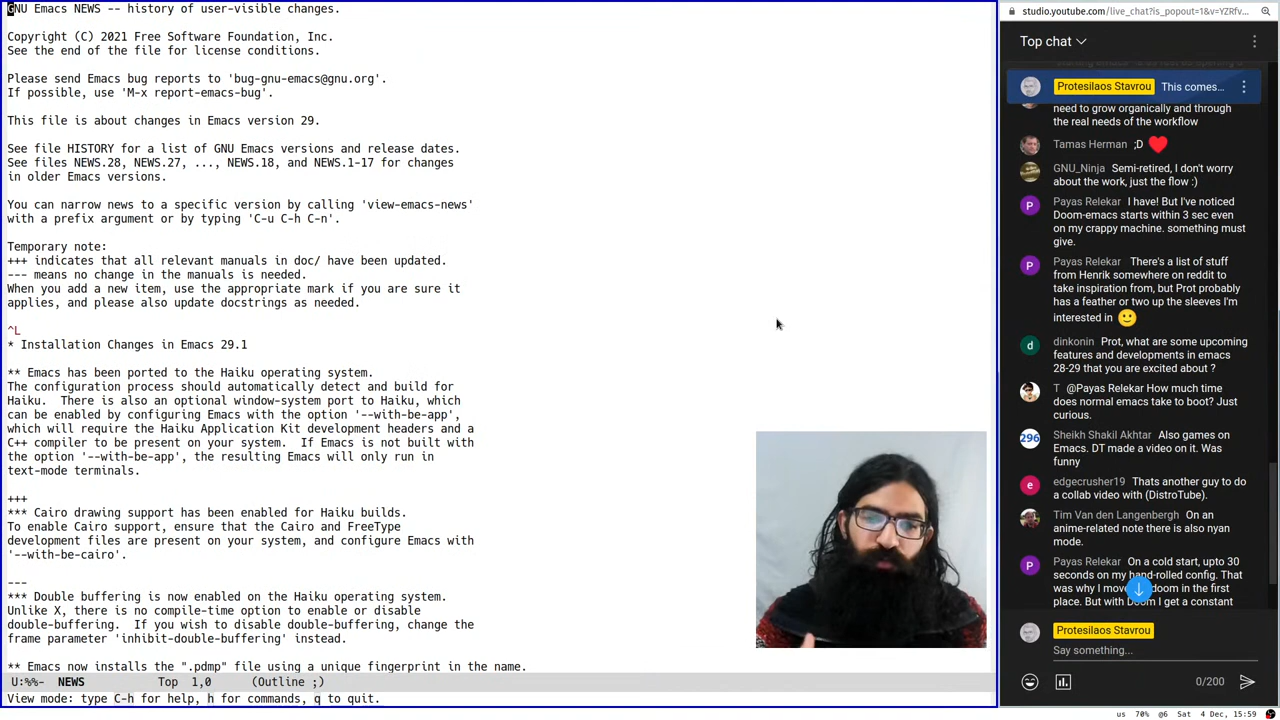 GNU Emacs NEWS -- history of user-visible changes.
Copyright (C) 2021 Free Software Foundation, Inc.
See the end of the file for license conditions.
Please send Emacs bug reports to 'bug-gnu-emacs@gnu.org'.
If possible, use 'M-x report-emacs-bug'.
This file is about changes in Emacs version 29.
See file HISTORY for a list of GNU Emacs versions and release dates.
See files NEWS.28, NEWS.27, ..., NEWS.18, and NEWS.1-17 for changes
in older Emacs versions.
You can narrow news to a specific version by calling 'view-emacs-news'
with a prefix argument or by typing 'C-u C-h C-n'.
Temporary note:
+++ indicates that all relevant manuals in doc/ have been updated.
--- means no change in the manuals is needed.
When you add a new item, use the appropriate mark if you are sure it
applies, and please also update docstrings as needed.
^L
* Installation Changes in Emacs 29.1
** Emacs has been ported to the Haiku operating system.
The configuration process should automatically detect and build for
Haiku.  There is also an optional window-system port to Haiku, which
can be enabled by configuring Emacs with the option '--with-be-app',
which will require the Haiku Application Kit development headers and a
C++ compiler to be present on your system.  If Emacs is not built with
the option '--with-be-app', the resulting Emacs will only run in
text-mode terminals.
+++
*** Cairo drawing support has been enabled for Haiku builds.
To enable Cairo support, ensure that the Cairo and FreeType
development files are present on your system, and configure Emacs with
'--with-be-cairo'.
---
*** Double buffering is now enabled on the Haiku operating system.
Unlike X, there is no compile-time option to enable or disable
double-buffering.  If you wish to disable double-buffering, change the
frame parameter 'inhibit-double-buffering' instead.
** Emacs now installs the ".pdmp" file using a unique fingerprint in the name.
U:%%-  NEWS           Top  1,0     (Outline ;)
View mode: type C-h for help, h for commands, q to quit.
studio.youtube.com/live_chat?is_popout=1&v=YZRfv...
Top chat
Protesilaos Stavrou This comes...
need to grow organically and through
the real needs of the workflow
Tamas Herman ;D ❤
GNU_Ninja Semi-retired, I don't worry
about the work, just the flow :)
P
Payas Relekar I have! But I've noticed
Doom-emacs starts within 3 sec even
on my crappy machine. something must
give.
P
Payas Relekar There's a list of stuff
from Henrik somewhere on reddit to
take inspiration from, but Prot probably
has a feather or two up the sleeves I'm
interested in 🙂
d
dinkonin Prot, what are some upcoming
features and developments in emacs
28-29 that you are excited about ?
T @Payas Relekar How much time
does normal emacs take to boot? Just
curious.
296
Sheikh Shakil Akhtar Also games on
Emacs. DT made a video on it. Was
funny
e
edgecrusher19 Thats another guy to do
a collab video with (DistroTube).
Tim Van den Langenbergh On an
anime-related note there is also nyan
mode.
P
Payas Relekar On a cold start, upto 30
seconds on my hand-rolled config. That
was why I move doom in the first
place. But with Doom I get a constant
Protesilaos Stavrou
Say something...
0/200
us 70% @6 Sat 4 Dec, 15:59